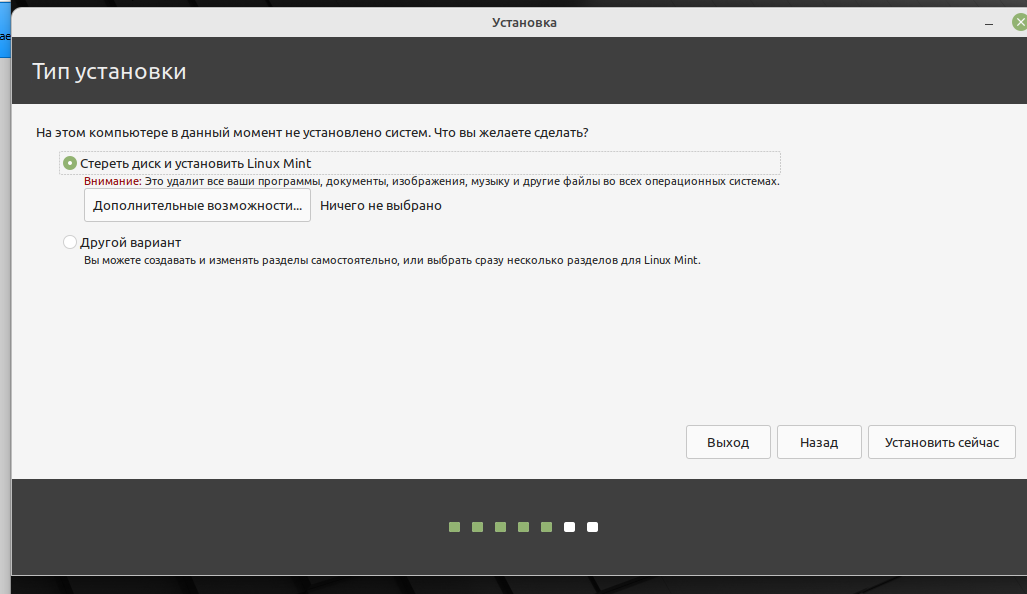 Установка
ае
Тип установки
На этом компьютере в данный момент не установлено систем. Что вы желаете сделать?
Стереть диск и установить Linux Mint
Внимание: Это удалит все ваши программы, документы, изображения, музыку и другие файлы во всех операционных системах.
Дополнительные возможности... Ничего не выбрано
Другой вариант
Вы можете создавать и изменять разделы самостоятельно, или выбрать сразу несколько разделов для Linux Mint.
Выход Назад Установить сейчас